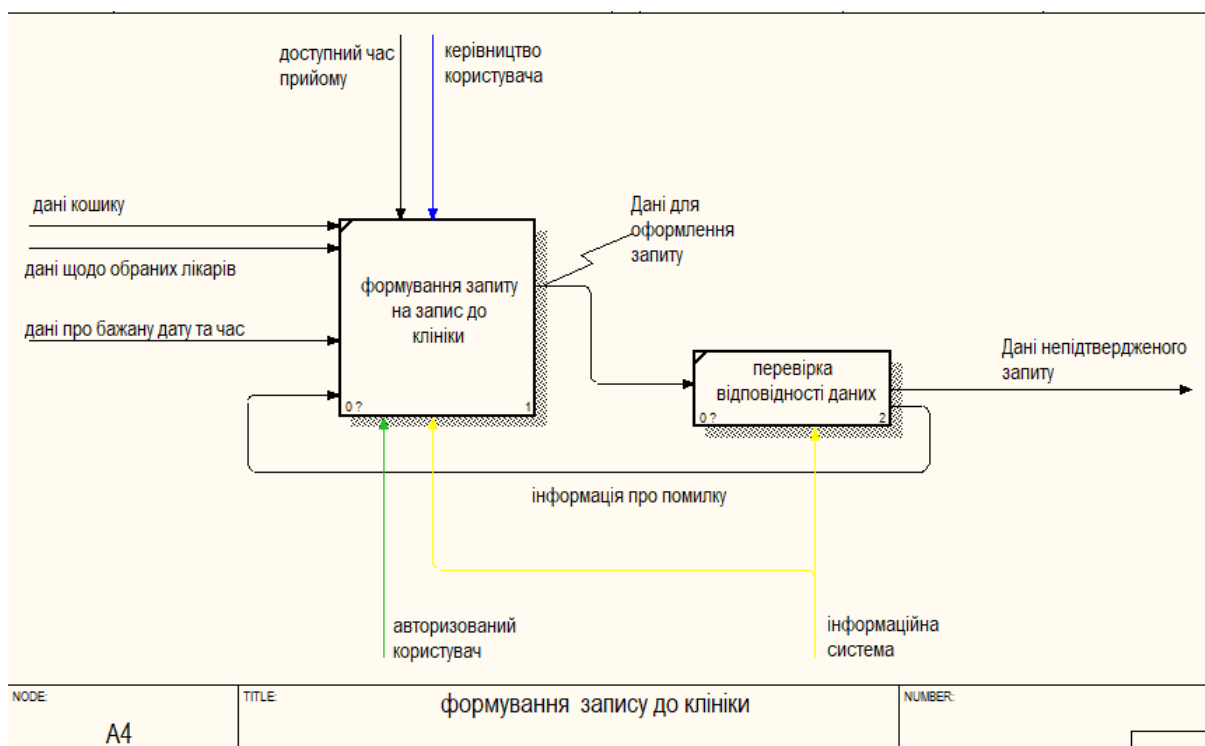 доступний час
прийому
керівництво
користувача
дані кошику
дані щодо обраних лікарів
дані про бажану дату та час
формування запиту
на запис до
клініки
0 ?
1
Дані для
оформлення
запиту
перевірка
відповідності даних
0 ?
2
Дані непідтвердженого
запиту
інформація про помилку
авторизований
користувач
інформаційна
система
NODE:
A4
TITLE:
формування запису до клініки
NUMBER: